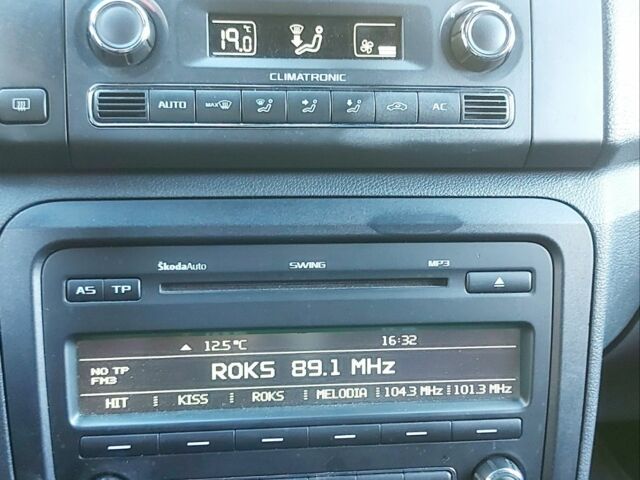 19.0 °C
CLIMATRONIC
AUTO MAX AC
ŠkodaAuto SWING MP3
AS TP
12.5 °C 16:32
NO TP ROKS 89.1 MHz
FM3
HIT KISS ROKS MELODIA 104.3 MHz 101.3 MHz